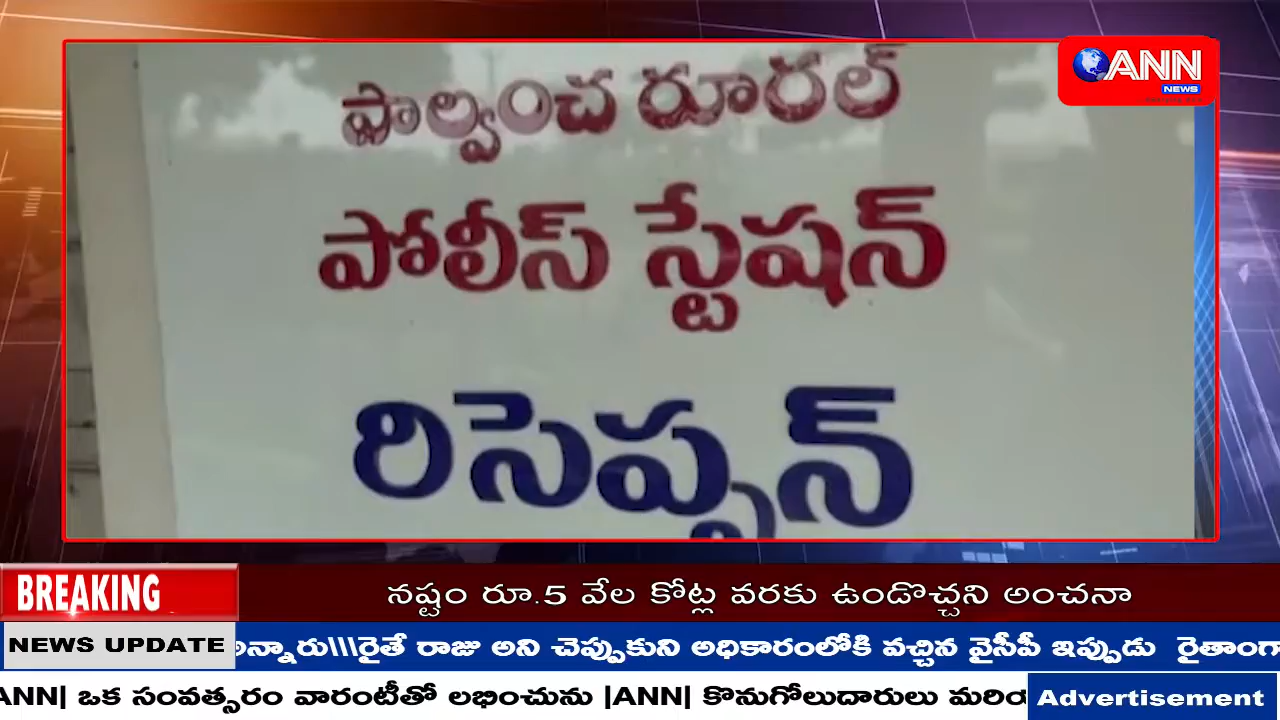 ANN
NEWS
పాల్వంచ రూరల్
పోలీస్ స్టేషన్
రిసెప్షన్
BREAKING
నష్టం రూ.5 వేల కోట్ల వరకు ఉండొచ్చని అంచనా
NEWS UPDATE
అన్నారు\\\రైతే రాజు అని చెప్పుకుని అధికారంలోకి వచ్చిన వైసీపీ ఇప్పుడు రైతాంగా
ANN| ఒక సంవత్సరం వారంటీతో లభించును |ANN| కొనుగోలుదారులు మరియ
Advertisement